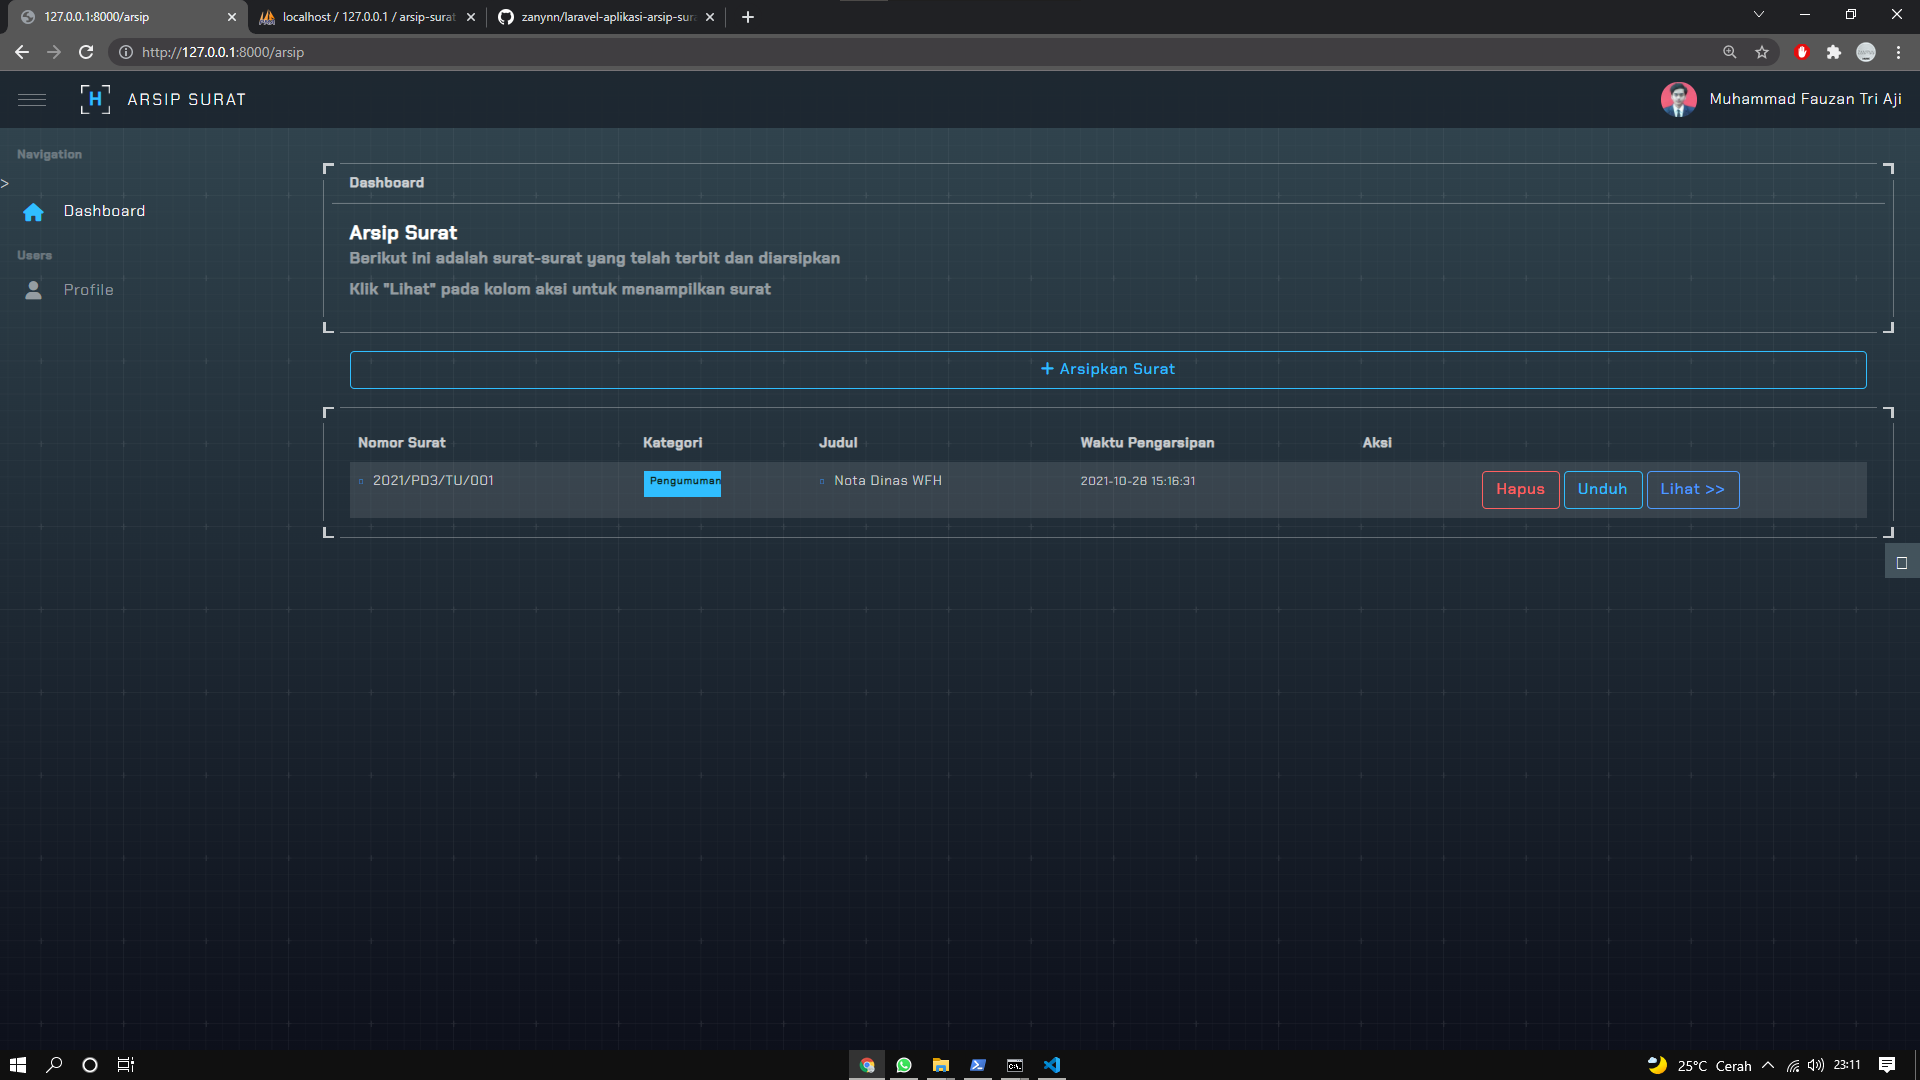 127.0.0.1:8000/arsip
localhost / 127.0.0.1 / arsip-surat
zanynn/laravel-aplikasi-arsip-sur
http://127.0.0.1:8000/arsip
H
ARSIP SURAT
Muhammad Fauzan Tri Aji
Navigation
>
Dashboard
Users
Profile
Dashboard
Arsip Surat
Berikut ini adalah surat-surat yang telah terbit dan diarsipkan
Klik "Lihat" pada kolom aksi untuk menampilkan surat
+ Arsipkan Surat
Nomor Surat Kategori Judul Waktu Pengarsipan Aksi
2021/PD3/TU/001 Pengumuman Nota Dinas WFH 2021-10-28 15:16:31 Hapus Unduh Lihat >>
25°C Cerah 23:11